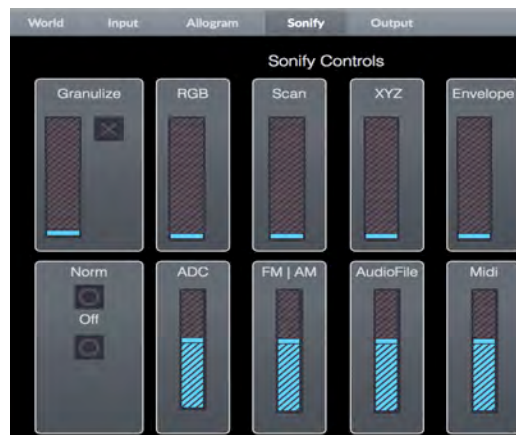 World Input Allogram Sonify Output
Sonify Controls
Granulize RGB Scan XYZ Envelope
Norm ADC FM | AM AudioFile Midi
Off